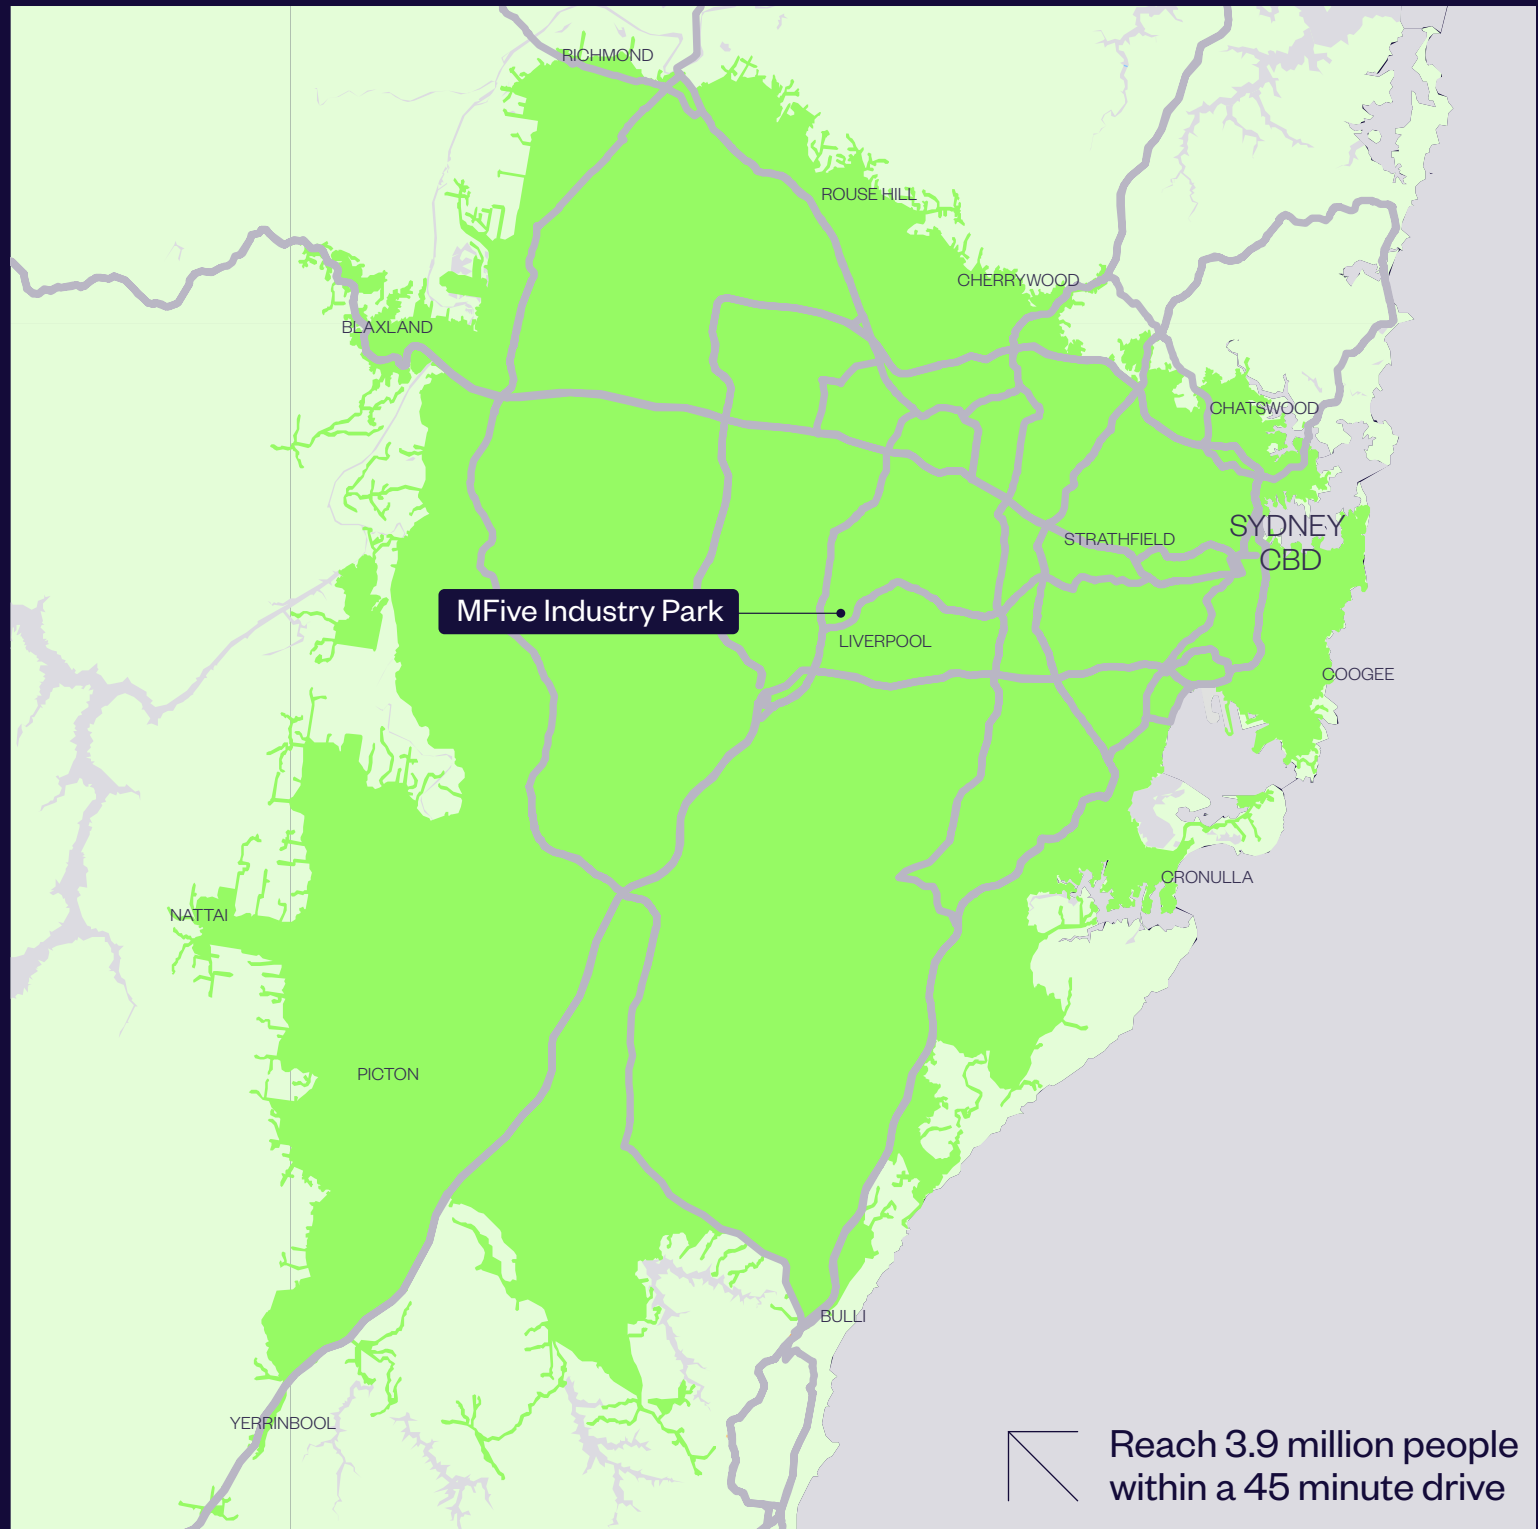 RICHMOND
ROUSE HILL
CHERRYWOOD
BLAXLAND
CHATSWOOD
SYDNEY
CBD
STRATHFIELD
MFive Industry Park
LIVERPOOL
COOGEE
CRONULLA
NATTAI
PICTON
BULLI
YERRINBOOL
Reach 3.9 million people
within a 45 minute drive